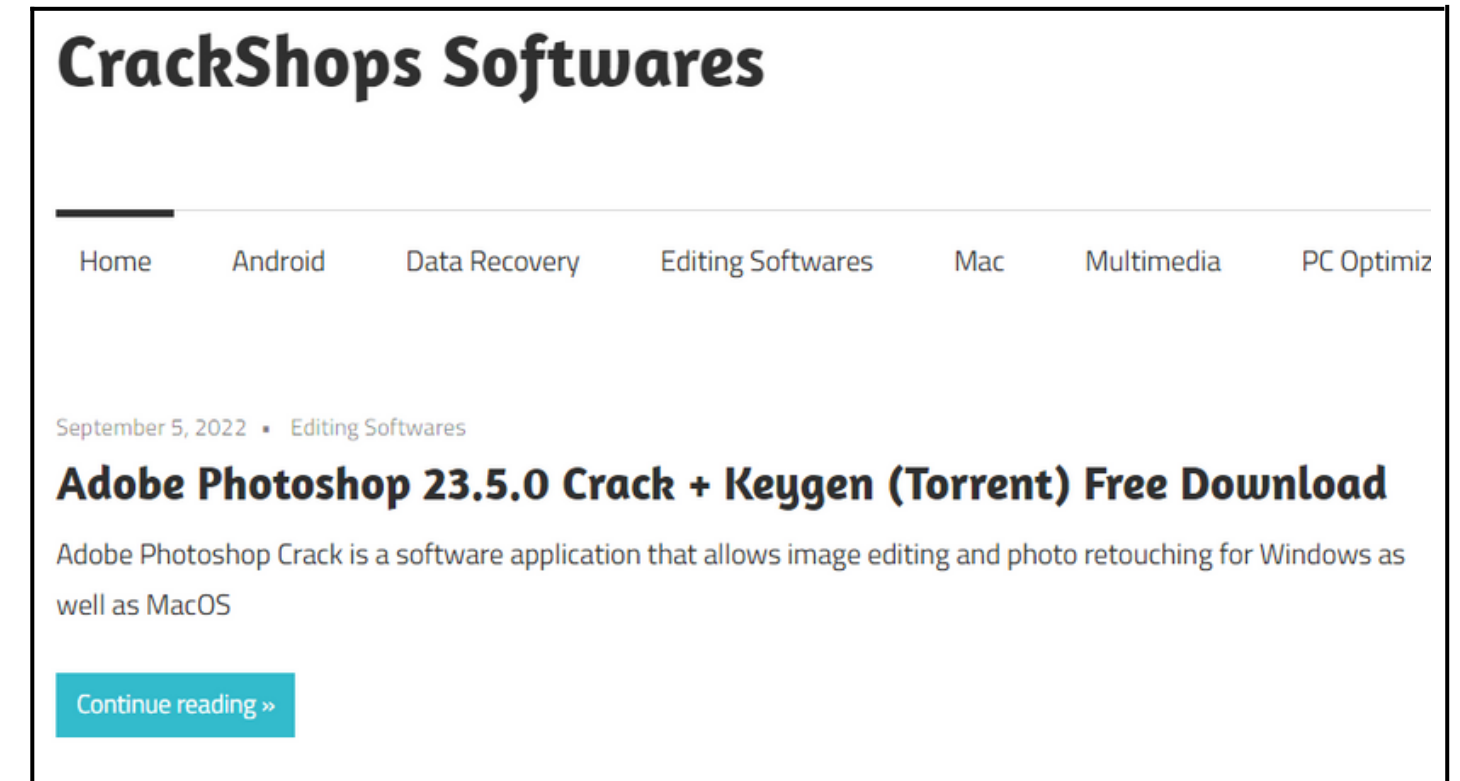 CrackShops Softwares
Home Android Data Recovery Editing Softwares Mac Multimedia PC Optimiz
September 5, 2022 ▪ Editing Softwares
Adobe Photoshop 23.5.0 Crack + Keygen (Torrent) Free Download
Adobe Photoshop Crack is a software application that allows image editing and photo retouching for Windows as
well as MacOS
Continue reading »